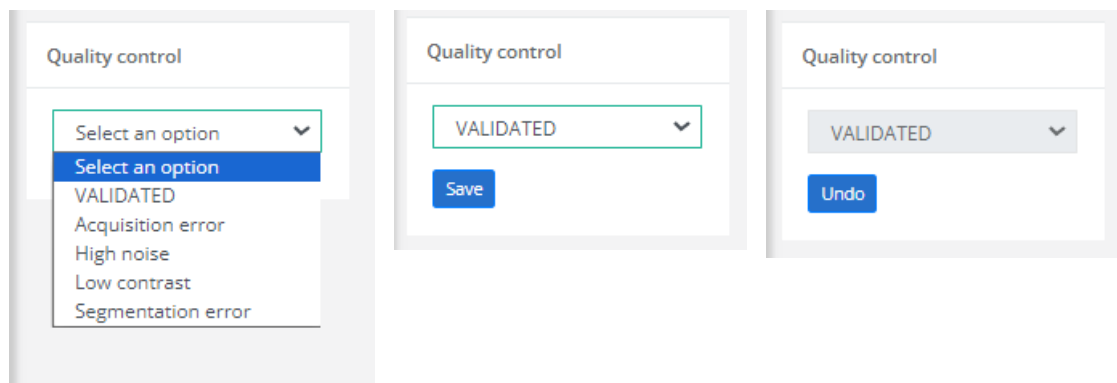 Quality control
Select an option
Select an option
VALIDATED
Acquisition error
High noise
Low contrast
Segmentation error
Quality control
VALIDATED
Save
Quality control
VALIDATED
Undo